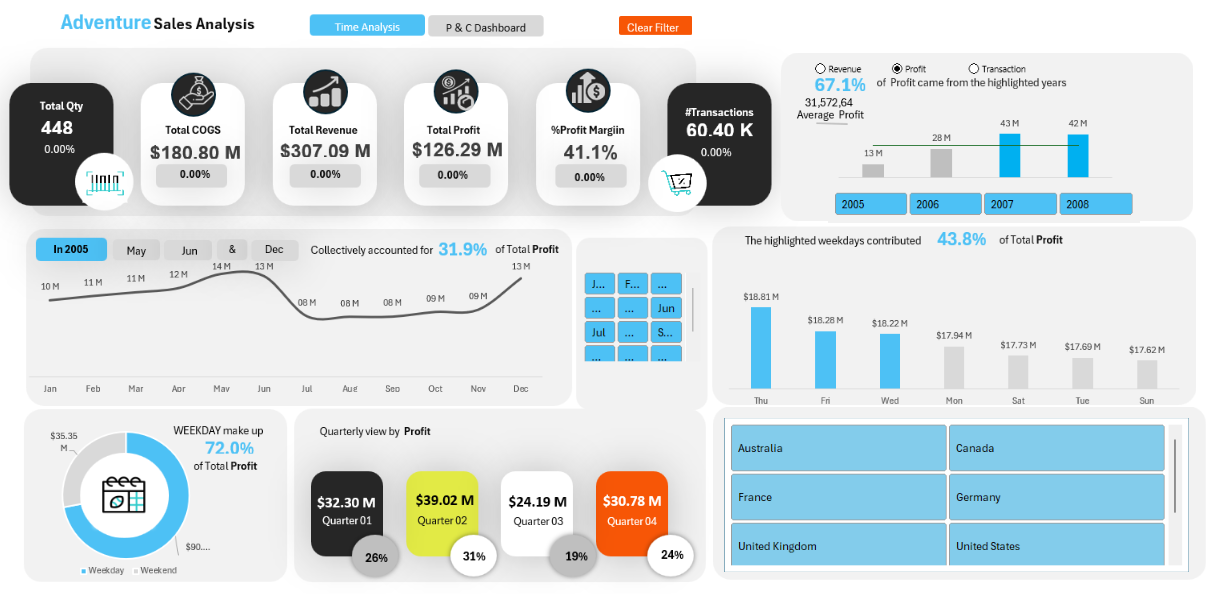 Adventure Sales Analysis
Time Analysis
P & C Dashboard
Clear Filter
Total Qty
448
0.00%
Total COGS
$180.80 M
0.00%
Total Revenue
$307.09 M
0.00%
Total Profit
$126.29 M
0.00%
%Profit Margiin
41.1%
0.00%
#Transactions
60.40 K
0.00%
Revenue Profit Transaction
67.1% of Profit came from the highlighted years
31,572,64
Average Profit
13 M 28 M 43 M 42 M
2005 2006 2007 2008
In 2005 May Jun & Dec Collectively accounted for 31.9% of Total Profit
10 M 11 M 11 M 12 M 14 M 13 M 08 M 08 M 08 M 09 M 09 M 13 M
Jan Feb Mar Apr May Jun Jul Aug Sep Oct Nov Dec
J... F... ...
... ... Jun
Jul ... S...
... ... ...
The highlighted weekdays contributed 43.8% of Total Profit
$18.81 M $18.28 M $18.22 M $17.94 M $17.73 M $17.69 M $17.62 M
Thu Fri Wed Mon Sat Tue Sun
WEEKDAY make up
72.0%
of Total Profit
$35.35
M
$90....
Weekday Weekend
Quarterly view by Profit
$32.30 M
Quarter 01
26%
$39.02 M
Quarter 02
31%
$24.19 M
Quarter 03
19%
$30.78 M
Quarter 04
24%
Australia Canada
France Germany
United Kingdom United States